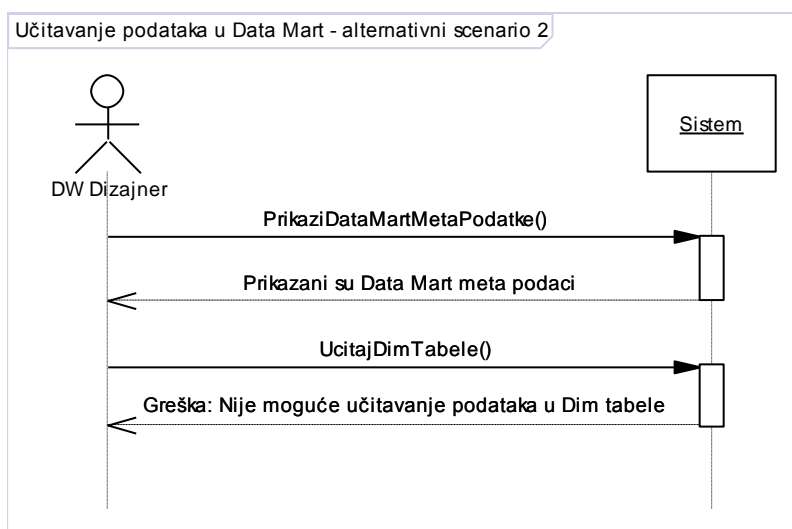 Učitavanje podataka u Data Mart - alternativni scenario 2
Sistem
DW Dizajner
PrikaziDataMartMetaPodatke()
Prikazani su Data Mart meta podaci
UcitajDimTabele()
Greška: Nije moguće učitavanje podataka u Dim tabele